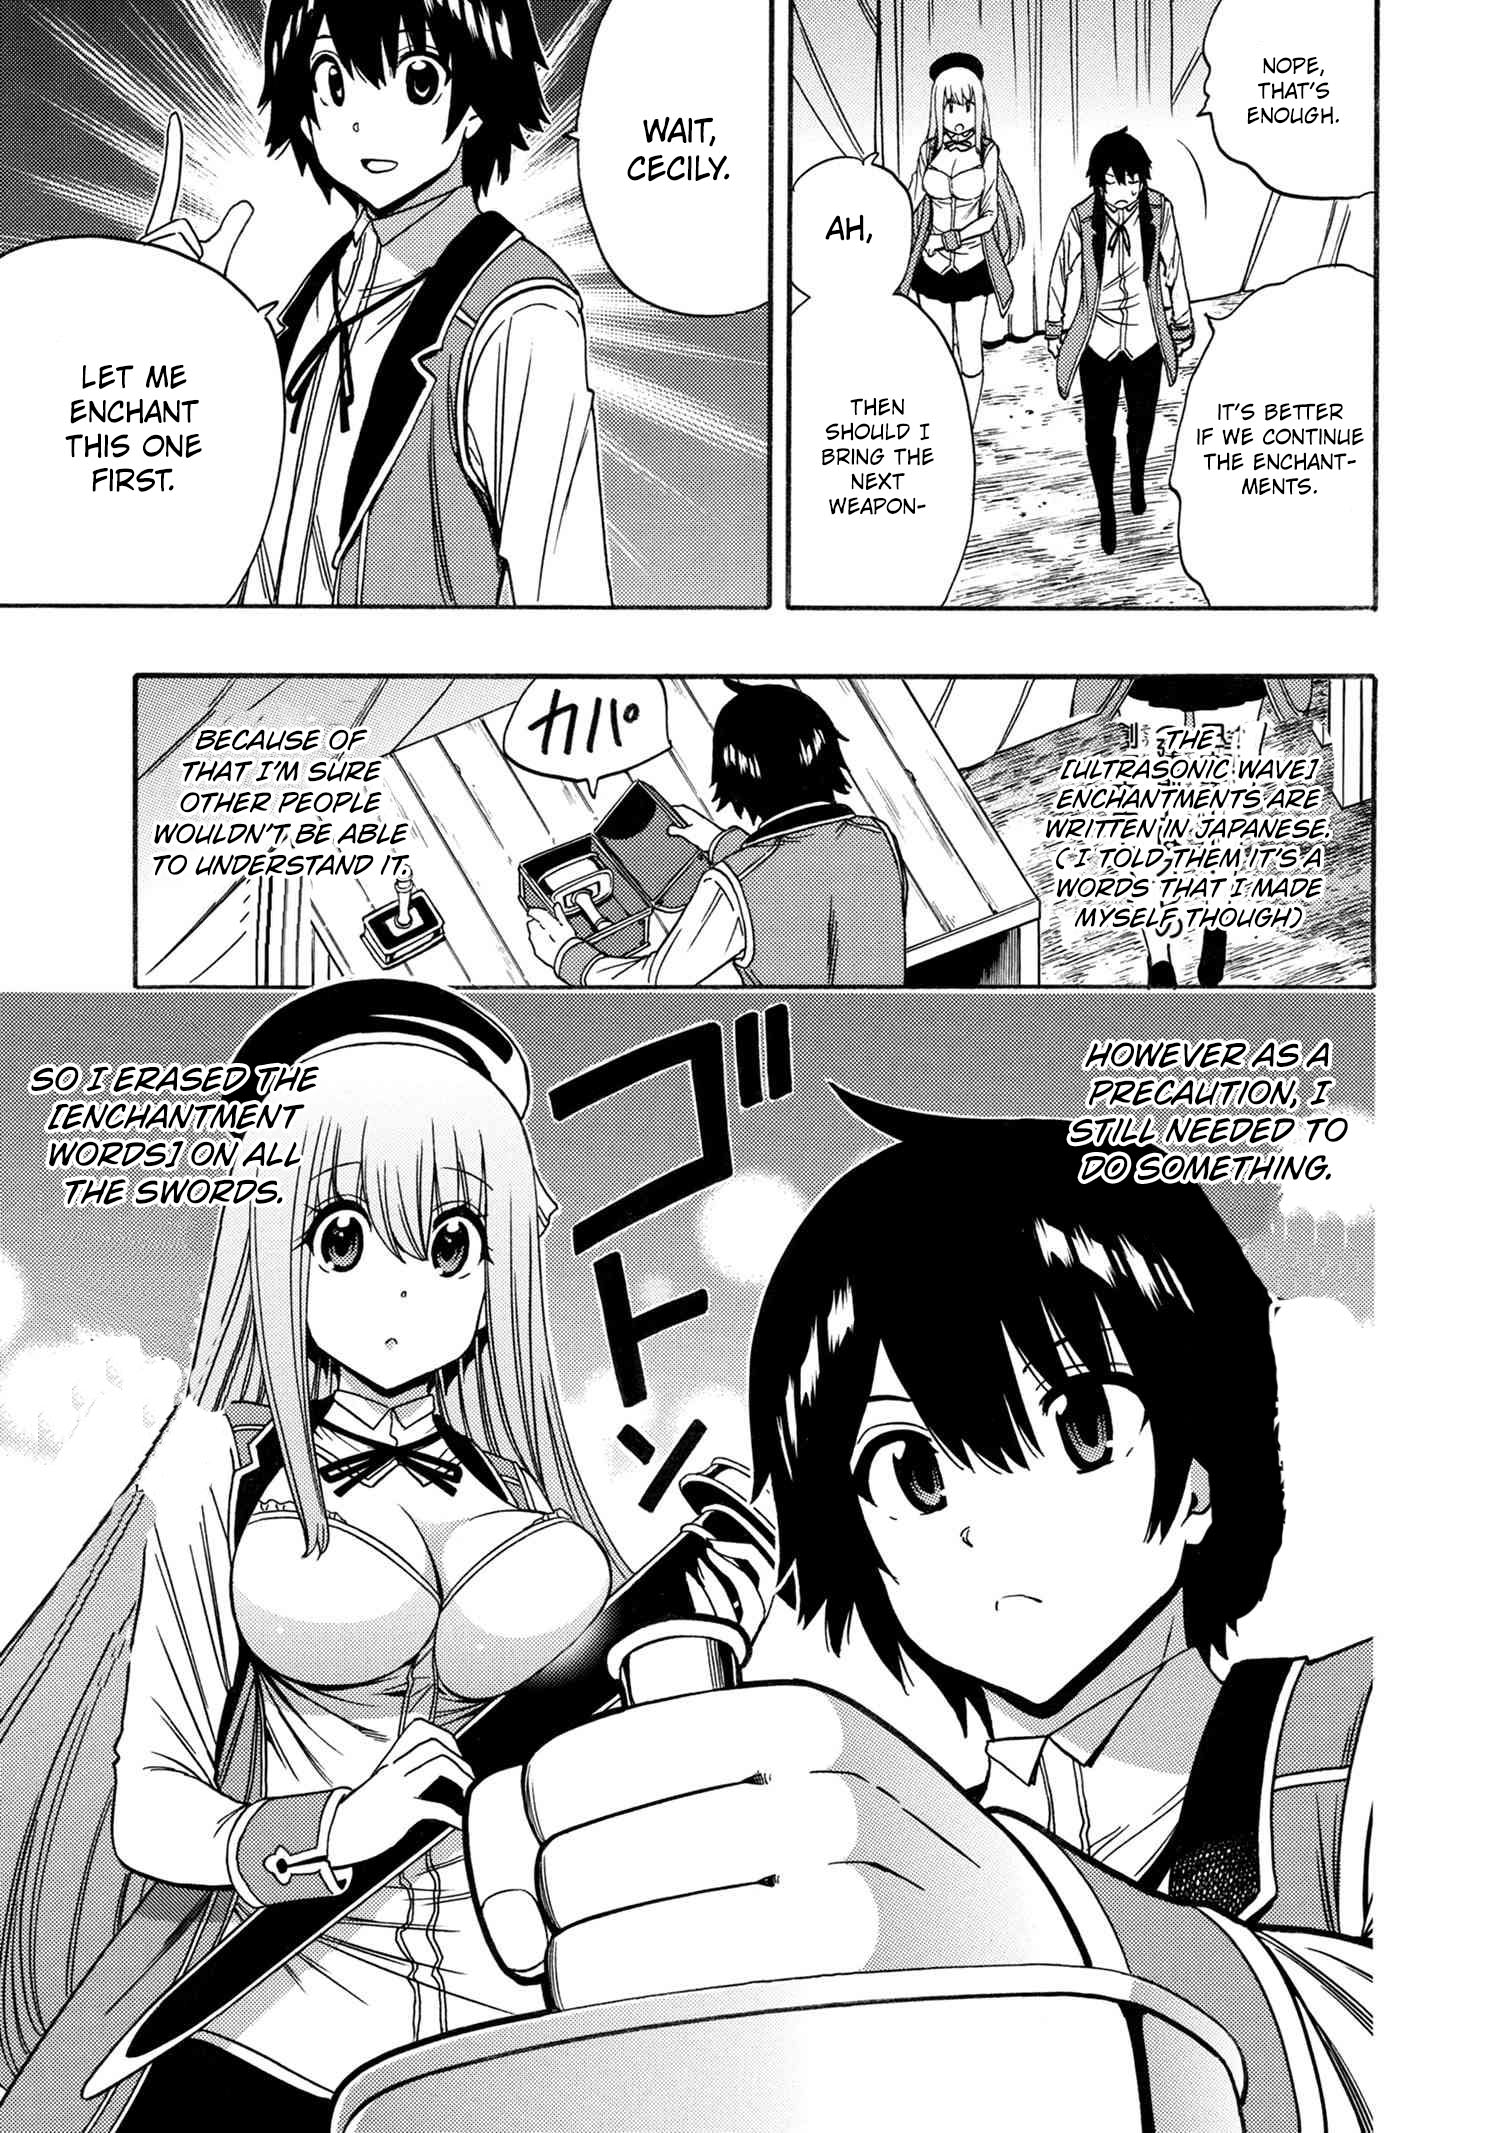 NOPE,
THAT'S
ENOUGH.
IT'S BETTER
IF WE CONTINUE
THE ENCHANT-
MENTS.
AH,
THEN
SHOULD I
BRING THE
NEXT
WEAPON-
WAIT,
CECILY.
LET ME
ENCHANT
THIS ONE
FIRST.
THE
[ULTRASONIC WAVE]
ENCHANTMENTS ARE
WRITTEN IN JAPANESE.
( I TOLD THEM IT'S A
WORDS THAT I MADE
MYSELF THOUGH)
カパ
BECAUSE OF
THAT I'M SURE
OTHER PEOPLE
WOULDN'T BE ABLE
TO UNDERSTAND IT.
HOWEVER AS A
PRECAUTION, I
STILL NEEDED TO
DO SOMETHING.
ゴトン
SO I ERASED THE
[ENCHANTMENT
WORDS] ON ALL
THE SWORDS.